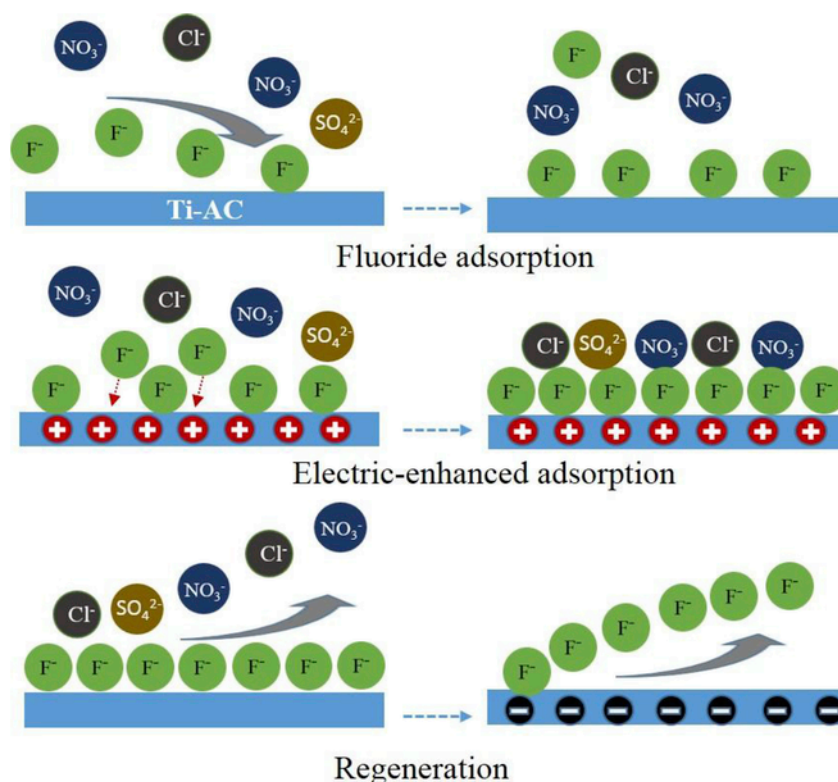 NO₃⁻
Cl⁻
NO₃⁻
SO₄²⁻
F⁻
F⁻
F⁻
F⁻
Ti-AC
F⁻
Cl⁻
NO₃⁻
NO₃⁻
F⁻
F⁻
F⁻
F⁻
Fluoride adsorption
NO₃⁻
Cl⁻
NO₃⁻
SO₄²⁻
F⁻
F⁻
F⁻
F⁻
F⁻
F⁻
+ + + + + + +
Cl⁻
SO₄²⁻
NO₃⁻
Cl⁻
NO₃⁻
F⁻
F⁻
F⁻
F⁻
F⁻
F⁻
F⁻
+ + + + + + +
Electric-enhanced adsorption
Cl⁻
SO₄²⁻
NO₃⁻
Cl⁻
NO₃⁻
F⁻
F⁻
F⁻
F⁻
F⁻
F⁻
F⁻
F⁻
F⁻
F⁻
F⁻
F⁻
F⁻
F⁻
− − − − − − −
Regeneration